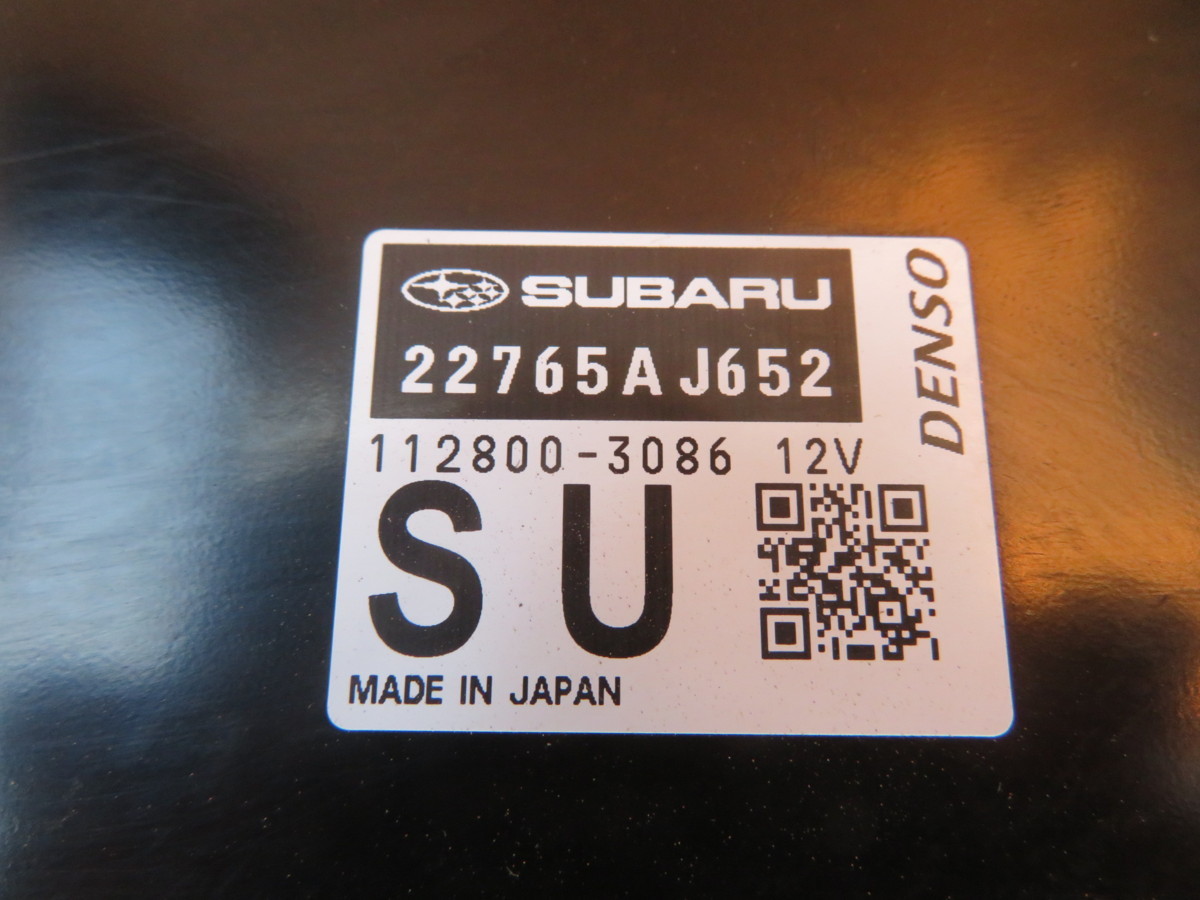 SUBARU
22765AJ652
112800-3086 12V
DENSO
SU
MADE IN JAPAN